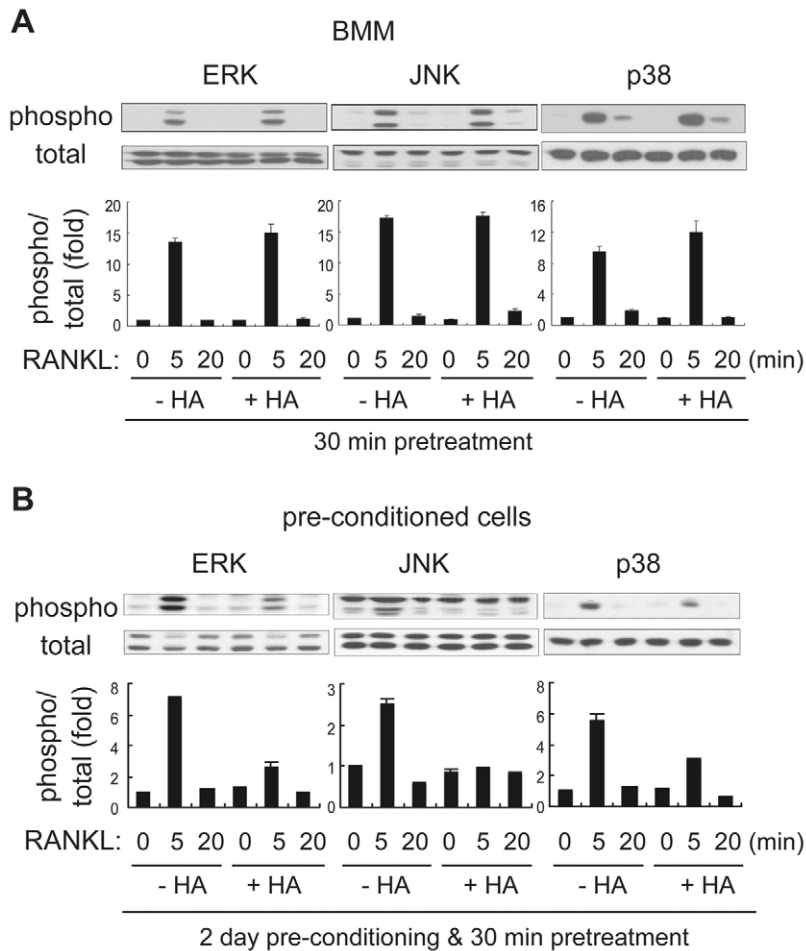 A
BMM
ERK JNK p38
phospho
total
phospho/
total (fold)
20 15 10 5 0
20 15 10 5 0
16 12 8 4 0
RANKL: 0 5 20 0 5 20 0 5 20 0 5 20 0 5 20 0 5 20 (min)
- HA + HA - HA + HA - HA + HA
30 min pretreatment
B
pre-conditioned cells
ERK JNK p38
phospho
total
phospho/
total (fold)
8 6 4 2 0
3 2 1 0
8 6 4 2 0
RANKL: 0 5 20 0 5 20 0 5 20 0 5 20 0 5 20 0 5 20 (min)
- HA + HA - HA + HA - HA + HA
2 day pre-conditioning & 30 min pretreatment